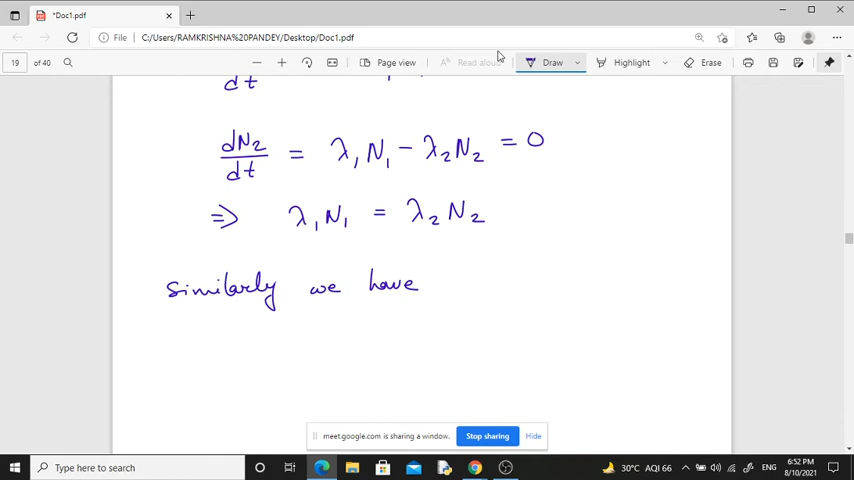 *Doc1.pdf
File C:/Users/RAMKRISHNA%20PANDEY/Desktop/Doc1.pdf
19 of 40 Page view Read aloud Draw Highlight Erase
dt
dN₂/dt = λ₁N₁ - λ₂N₂ = 0
⇒ λ₁N₁ = λ₂N₂
similarly we have
meet.google.com is sharing a window. Stop sharing Hide
Type here to search 30°C AQI 66 ENG 6:52 PM 8/10/2021